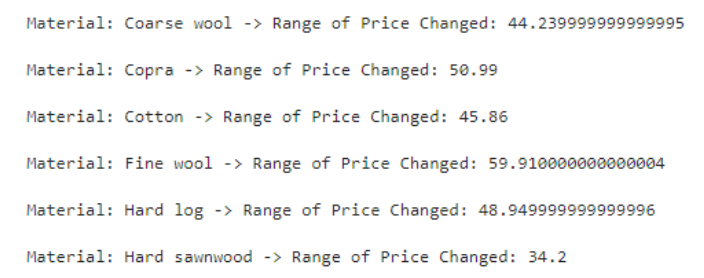 Material: Coarse wool -> Range of Price Changed: 44.239999999999995
Material: Copra -> Range of Price Changed: 50.99
Material: Cotton -> Range of Price Changed: 45.86
Material: Fine wool -> Range of Price Changed: 59.910000000000004
Material: Hard log -> Range of Price Changed: 48.949999999999996
Material: Hard sawnwood -> Range of Price Changed: 34.2